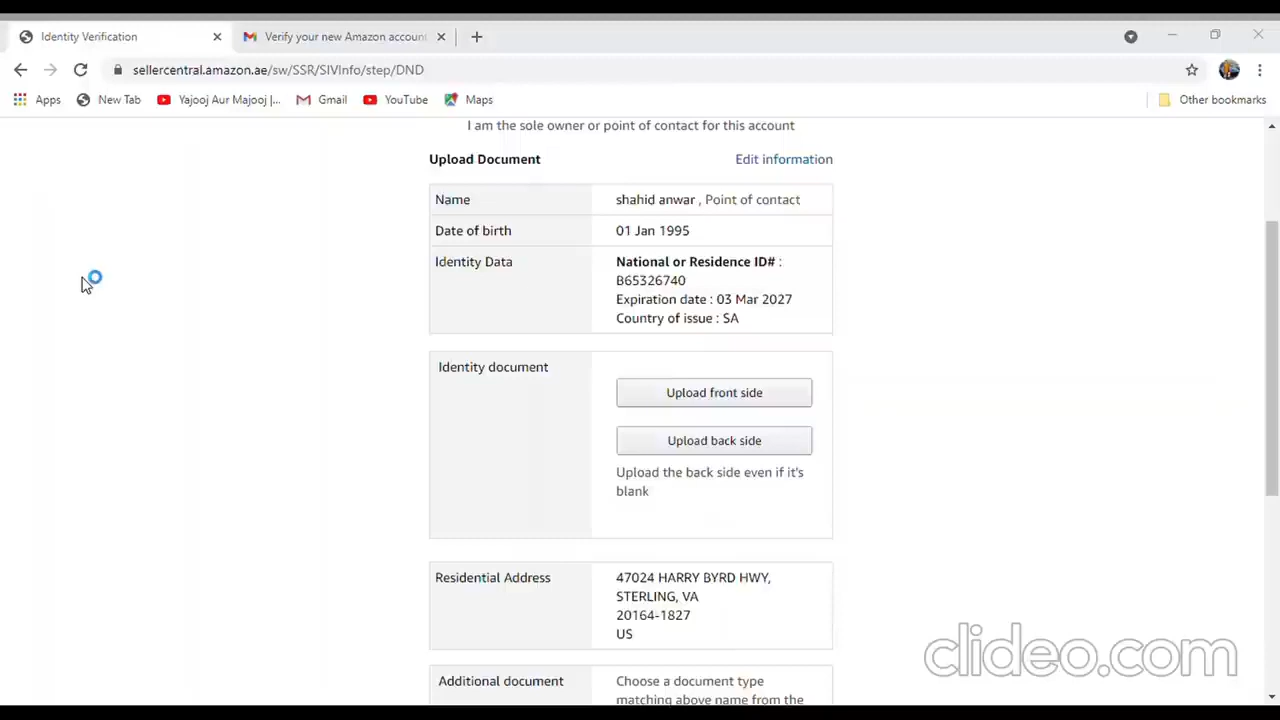 Identity Verification
Verify your new Amazon account
sellercentral.amazon.ae/sw/SSR/SIVInfo/step/DND
Apps
New Tab
Yajooj Aur Majooj |...
Gmail
YouTube
Maps
Other bookmarks
I am the sole owner or point of contact for this account
Upload Document
Edit information
Name
shahid anwar , Point of contact
Date of birth
01 Jan 1995
Identity Data
National or Residence ID# :
B65326740
Expiration date : 03 Mar 2027
Country of issue : SA
Identity document
Upload front side
Upload back side
Upload the back side even if it's
blank
Residential Address
47024 HARRY BYRD HWY,
STERLING, VA
20164-1827
US
Additional document
Choose a document type
matching above name from the
clideo.com